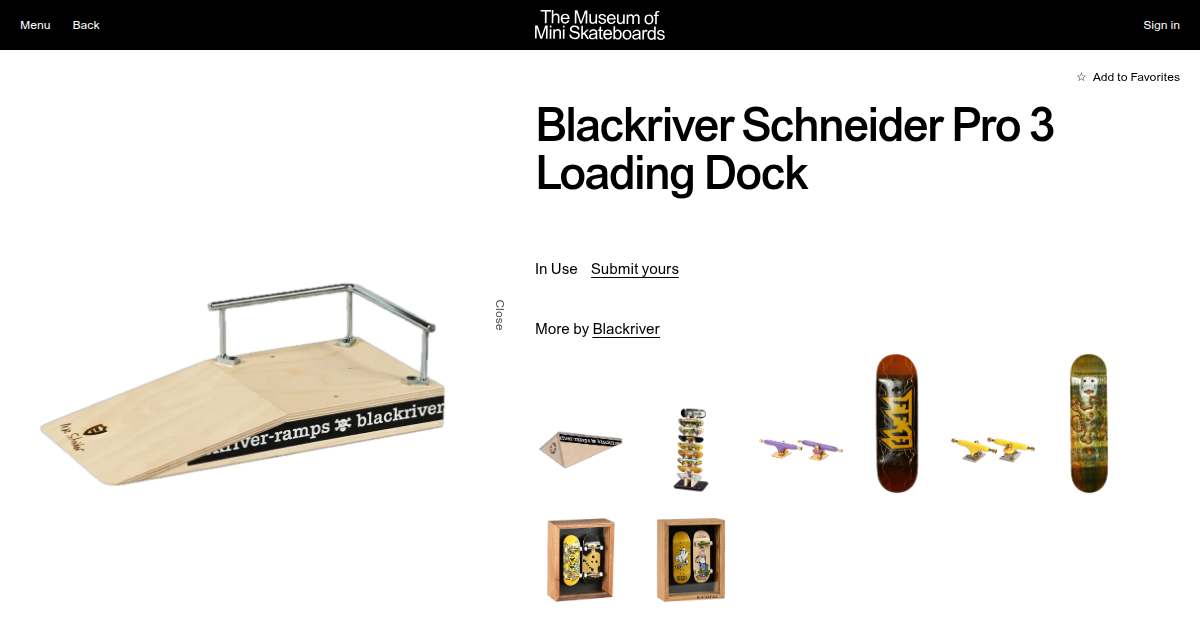 Menu
Back
The Museum of
Mini Skateboards
Sign in
☆ Add to Favorites
Blackriver Schneider Pro 3
Loading Dock
In Use Submit yours
Close
More by Blackriver
river-ramps blackriver